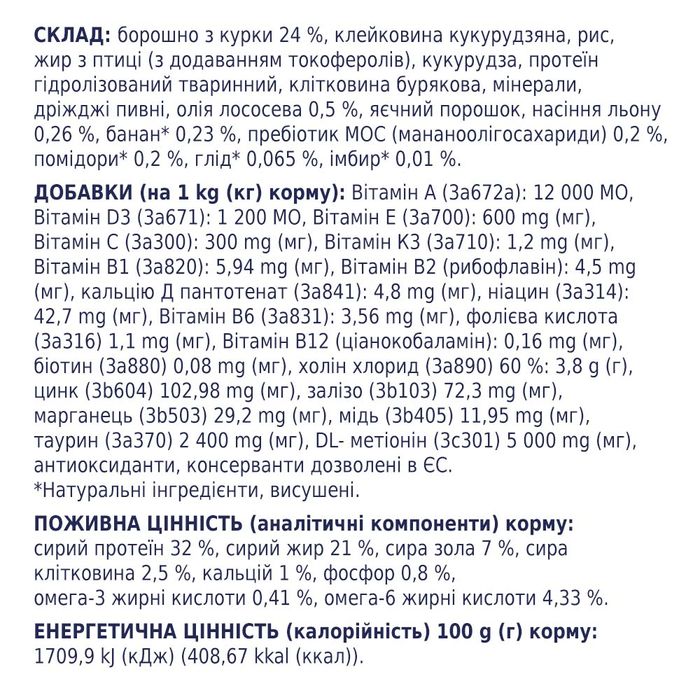 СКЛАД: борошно з курки 24 %, клейковина кукурудзяна, рис,
жир з птиці (з додаванням токоферолів), кукурудза, протеїн
гідролізований тваринний, клітковина бурякова, мінерали,
дріжджі пивні, олія лососева 0,5 %, яєчний порошок, насіння льону
0,26 %, банан* 0,23 %, пребіотик МОС (мананоолігосахариди) 0,2 %,
помідори* 0,2 %, глід* 0,065 %, імбир* 0,01 %.
ДОБАВКИ (на 1 kg (кг) корму): Вітамін А (3а672а): 12 000 МО,
Вітамін D3 (3а671): 1 200 МО, Вітамін Е (3а700): 600 mg (мг),
Вітамін С (3а300): 300 mg (мг), Вітамін К3 (3а710): 1,2 mg (мг),
Вітамін В1 (3а820): 5,94 mg (мг), Вітамін В2 (рибофлавін): 4,5 mg
(мг), кальцію Д пантотенат (3а841): 4,8 mg (мг), ніацин (3а314):
42,7 mg (мг), Вітамін В6 (3а831): 3,56 mg (мг), фолієва кислота
(3а316) 1,1 mg (мг), Вітамін В12 (ціанокобаламін): 0,16 mg (мг),
біотин (3а880) 0,08 mg (мг), холін хлорид (3а890) 60 %: 3,8 g (г),
цинк (3b604) 102,98 mg (мг), залізо (3b103) 72,3 mg (мг),
марганець (3b503) 29,2 mg (мг), мідь (3b405) 11,95 mg (мг),
таурин (3а370) 2 400 mg (мг), DL- метіонін (3с301) 5 000 mg (мг),
антиоксиданти, консерванти дозволені в ЄС.
*Натуральні інгредієнти, висушені.
ПОЖИВНА ЦІННІСТЬ (аналітичні компоненти) корму:
сирий протеїн 32 %, сирий жир 21 %, сира зола 7 %, сира
клітковина 2,5 %, кальцій 1 %, фосфор 0,8 %,
омега-3 жирні кислоти 0,41 %, омега-6 жирні кислоти 4,33 %.
ЕНЕРГЕТИЧНА ЦІННІСТЬ (калорійність) 100 g (г) корму:
1709,9 kJ (кДж) (408,67 kkal (ккал)).